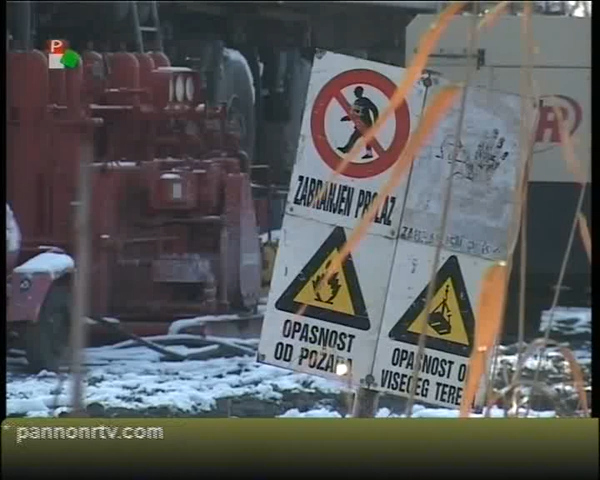 P
ZABRANJEN PROLAZ
OPASNOST
OD POŽARA
OPASNOST O
VISEĆEG TERE
pannonrtv.com